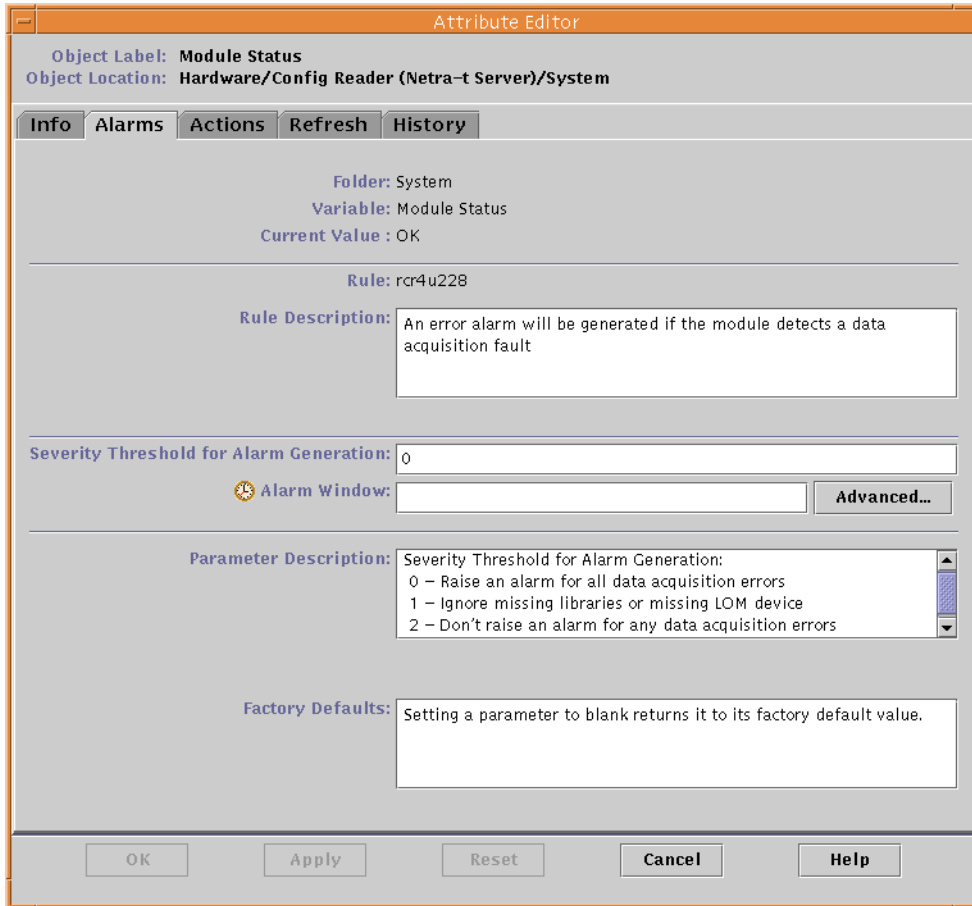 Attribute Editor
Object Label: Module Status
Object Location: Hardware/Config Reader (Netra-t Server)/System
Info Alarms Actions Refresh History
Folder: System
Variable: Module Status
Current Value : OK
Rule: rcr4u228
Rule Description: An error alarm will be generated if the module detects a data
acquisition fault
Severity Threshold for Alarm Generation: 0
Alarm Window:
Advanced...
Parameter Description: Severity Threshold for Alarm Generation:
0 - Raise an alarm for all data acquisition errors
1 - Ignore missing libraries or missing LOM device
2 - Don't raise an alarm for any data acquisition errors
Factory Defaults: Setting a parameter to blank returns it to its factory default value.
OK Apply Reset Cancel Help